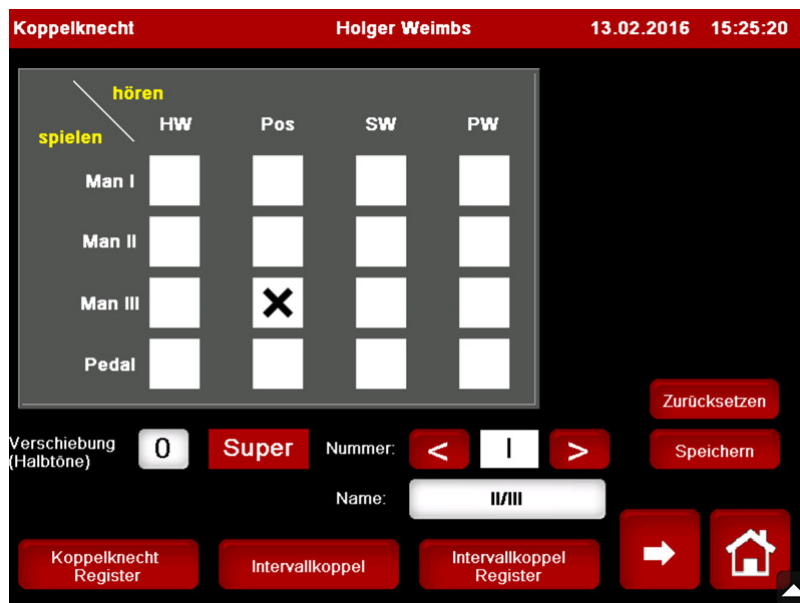 Koppelknecht Holger Weimbs 13.02.2016 15:25:20
hören
spielen
HW Pos SW PW
Man I
Man II
Man III
Pedal
Zurücksetzen
Verschiebung
(Halbtöne)
0 Super Nummer: < I > Speichern
Name: II/III
Koppelknecht
Register
Intervallkoppel
Intervallkoppel
Register